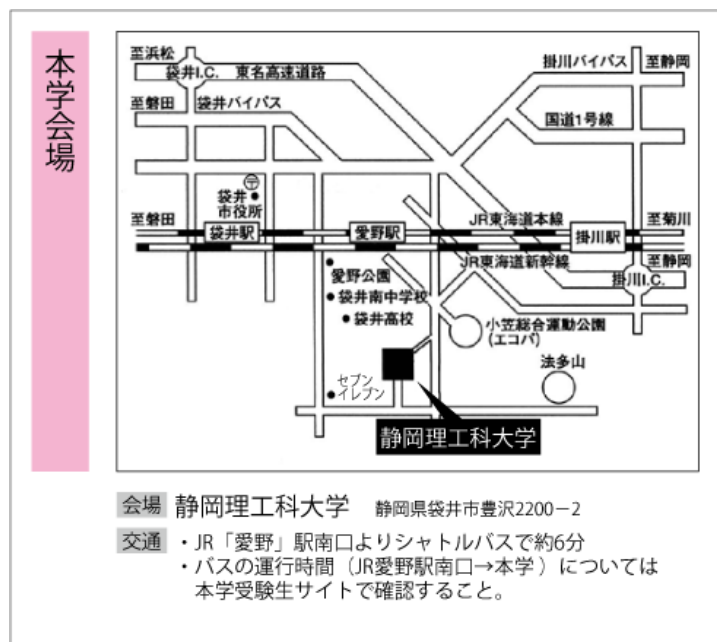 本学会場
至浜松
袋井I.C. 東名高速道路
掛川バイパス
至静岡
至磐田
袋井バイパス
国道1号線
〒
袋井
市役所
至磐田
袋井駅
愛野駅
JR東海道本線
掛川駅
至菊川
JR東海道新幹線
至静岡
掛川I.C.
愛野公園
袋井南中学校
袋井高校
小笠総合運動公園
(エコパ)
法多山
セブン
イレブン
静岡理工科大学
会場 静岡理工科大学 静岡県袋井市豊沢2200−2
交通 ・JR「愛野」駅南口よりシャトルバスで約6分
・バスの運行時間(JR愛野駅南口→本学)については
本学受験生サイトで確認すること。